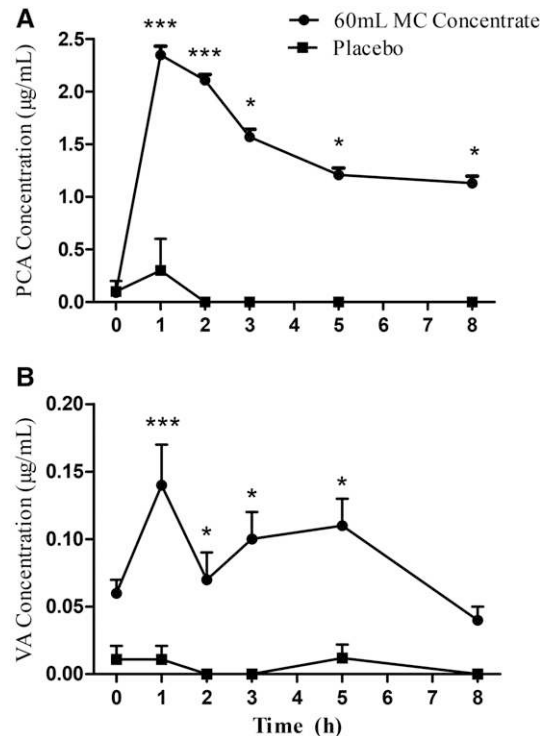 A
60mL MC Concentrate
Placebo
PCA Concentration (µg/mL)
2.5
2.0
1.5
1.0
0.5
0.0
***
***
*
*
*
0 1 2 3 4 5 6 7 8
B
VA Concentration (µg/mL)
0.20
0.15
0.10
0.05
0.00
***
*
*
*
0 1 2 3 4 5 6 7 8
Time (h)